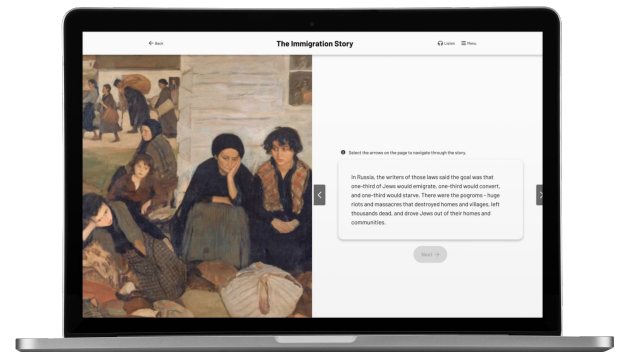 Back
The Immigration Story
Listen
Menu
Select the arrows on the page to navigate through the story.
In Russia, the writers of those laws said the goal was that
one-third of Jews would emigrate, one-third would convert,
and one-third would starve. There were the pogroms - huge
riots and massacres that destroyed homes and villages, left
thousands dead, and drove Jews out of their homes and
communities.
Next